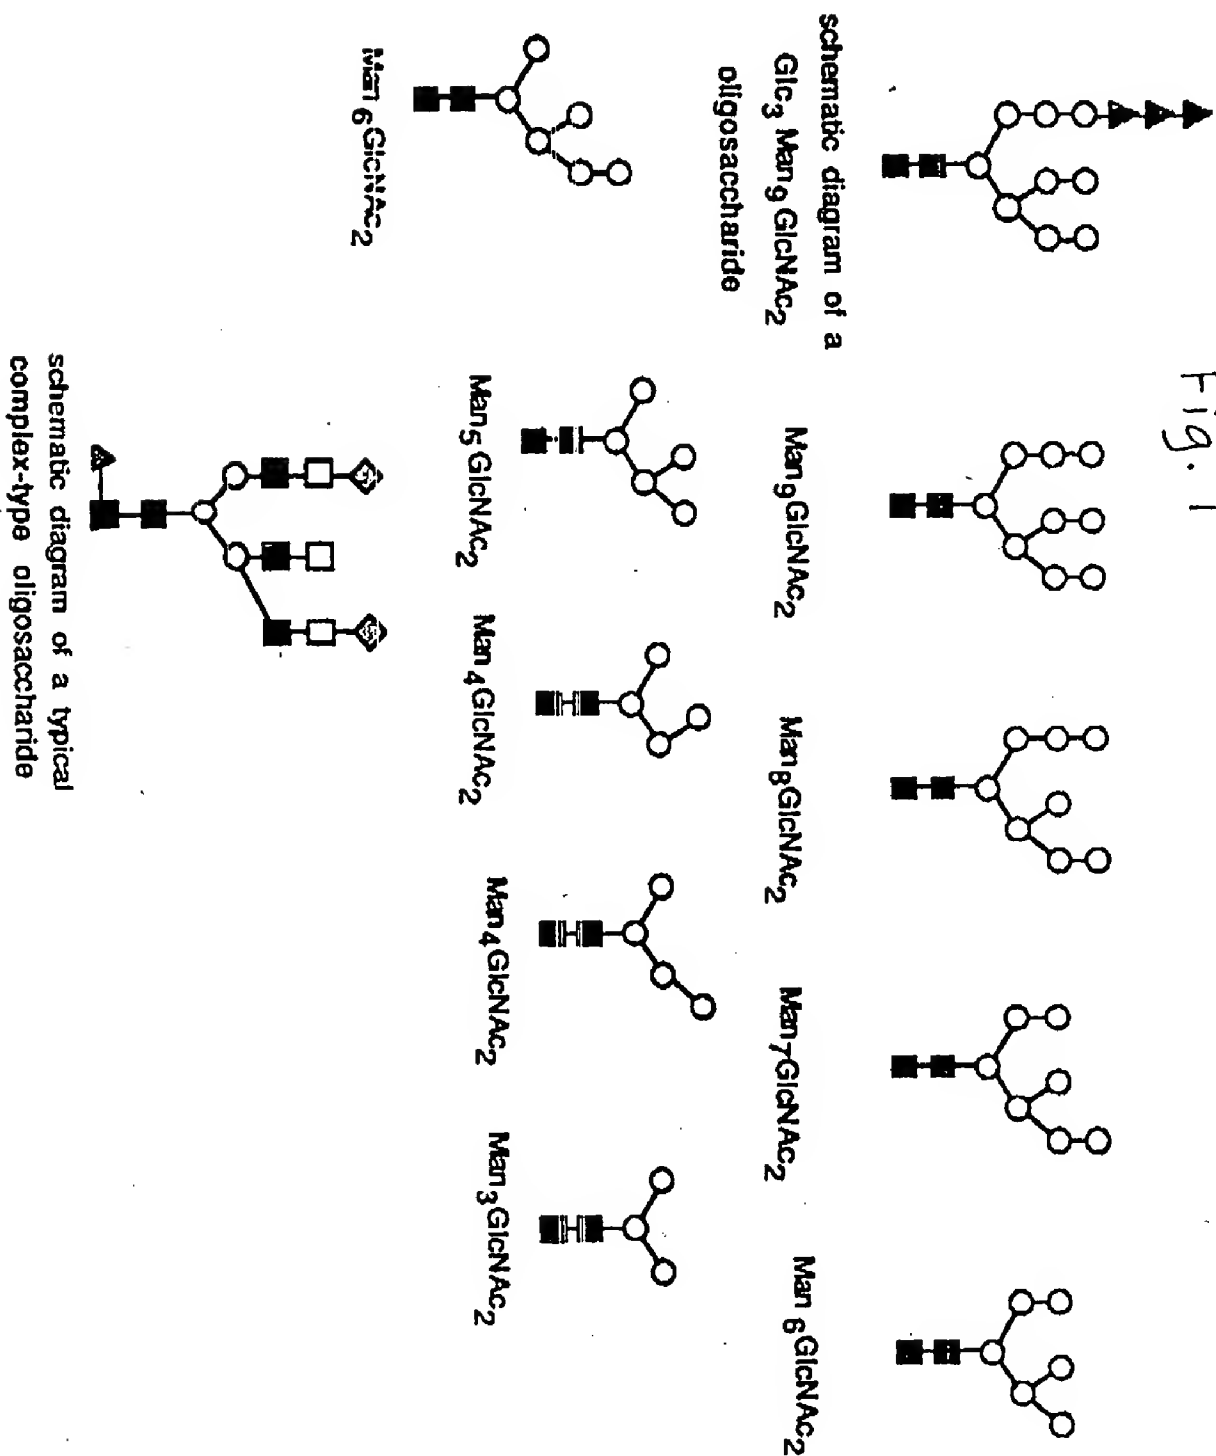 Fig. 1
schematic diagram of a
Glc3 Man9 GlcNAc2
oligosaccharide
Man9GlcNAc2
Man8GlcNAc2
Man7GlcNAc2
Man6GlcNAc2
Man6GlcNAc2
Man5GlcNAc2
Man4GlcNAc2
Man4GlcNAc2
Man3GlcNAc2
schematic diagram of a typical
complex-type oligosaccharide